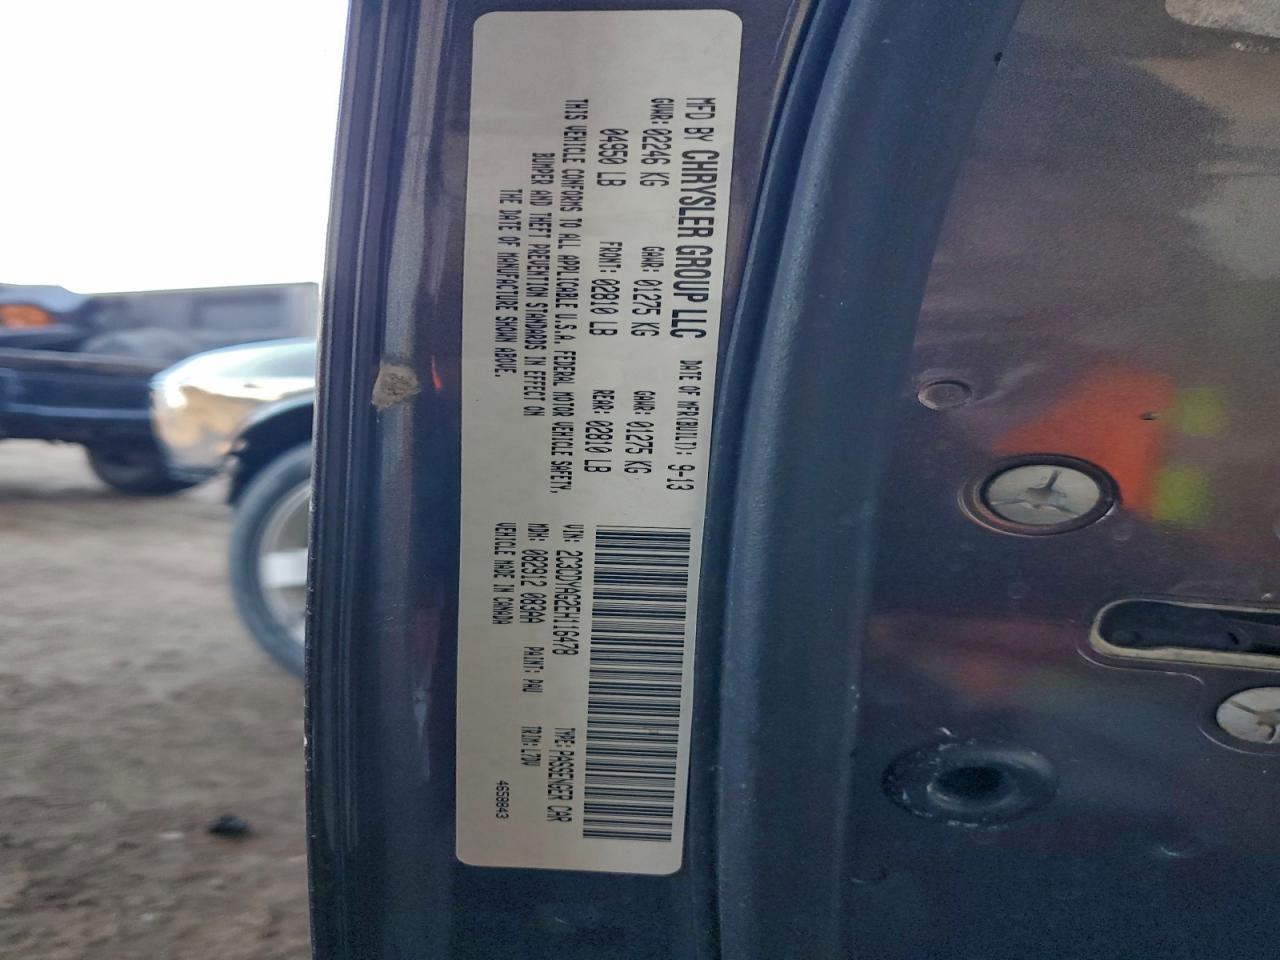 MFD BY CHRYSLER GROUP LLC DATE OF MFR(BUILT): 9-13
GVWR: 02246 KG GAWR: 01275 KG GAWR: 01275 KG
04950 LB FRONT: 02810 LB REAR: 02810 LB
THIS VEHICLE CONFORMS TO ALL APPLICABLE U.S.A. FEDERAL MOTOR VEHICLE SAFETY,
BUMPER AND THEFT PREVENTION STANDARDS IN EFFECT ON
THE DATE OF MANUFACTURE SHOWN ABOVE.
VIN: 2C3CDYAG2EH116478 TYPE: PASSENGER CAR
MDH: 082912 083AA PAINT: PAU TRIM: L7DV
VEHICLE MADE IN CANADA 4658843